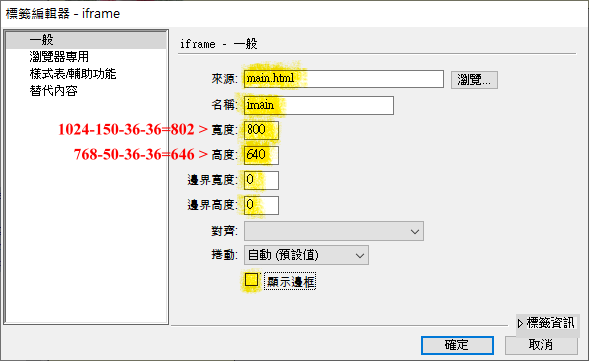 標籤編輯器 - iframe
一般
瀏覽器專用
樣式表/輔助功能
替代內容
iframe - 一般
來源: main.html 瀏覽...
名稱: imain
1024-150-36-36=802 > 寬度: 800
768-50-36-36=646 > 高度: 640
邊界寬度: 0
邊界高度: 0
對齊:
捲動: 自動 (預設值)
顯示邊框
標籤資訊
確定 取消